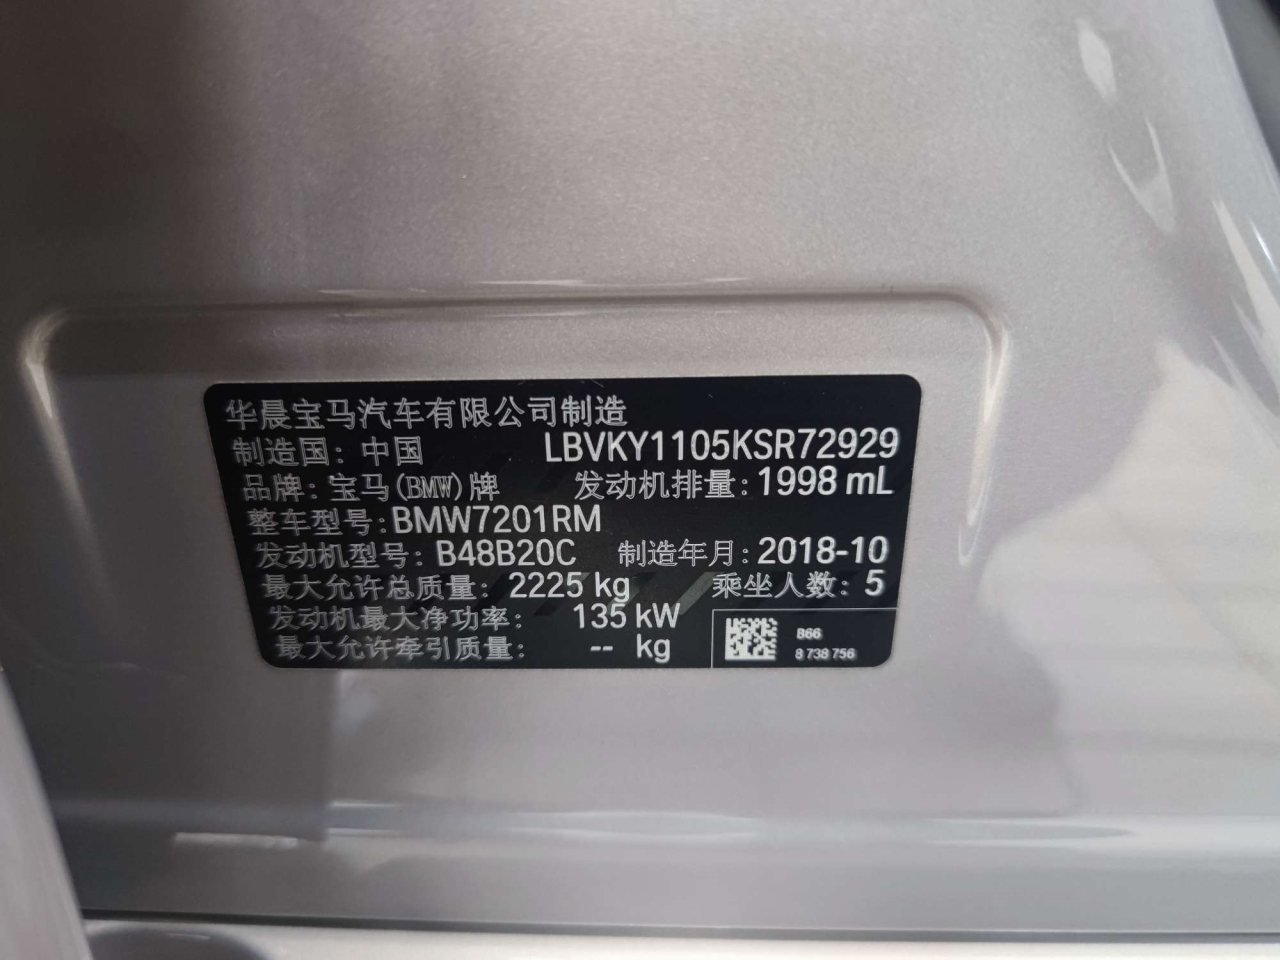 华晨宝马汽车有限公司制造
制造国: 中国 LBVKY1105KSR72929
品牌: 宝马(BMW)牌 发动机排量: 1998 mL
整车型号: BMW7201RM
发动机型号: B48B20C 制造年月: 2018-10
最大允许总质量: 2225 kg 乘坐人数: 5
发动机最大净功率: 135 kW
最大允许牵引质量: -- kg
B66
8 738 756